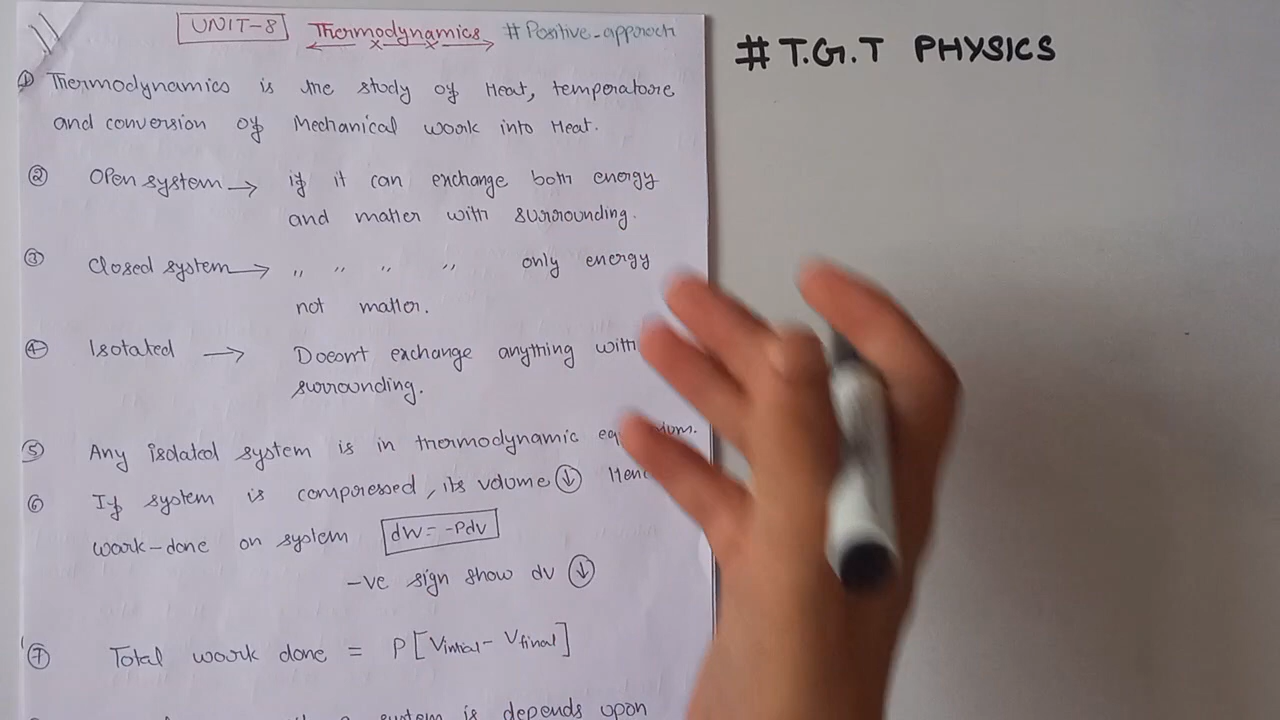 UNIT-8 Thermodynamics #Positive-approach
# T.G.T PHYSICS
① Thermodynamics is the study of Heat, temperature
and conversion of Mechanical work into Heat.
② Open system → if it can exchange both energy
and matter with surrounding.
③ Closed system → " " " " only energy
not matter.
④ Isolated → Doesn't exchange anything with
surrounding.
⑤ Any isolated system is in thermodynamic
⑥ If system is compressed, its volume ↓
work-done on system dW = -Pdv
-ve sign show dv ↓
⑦ Total work done = P[Vinitial - Vfinal]
system is depends upon